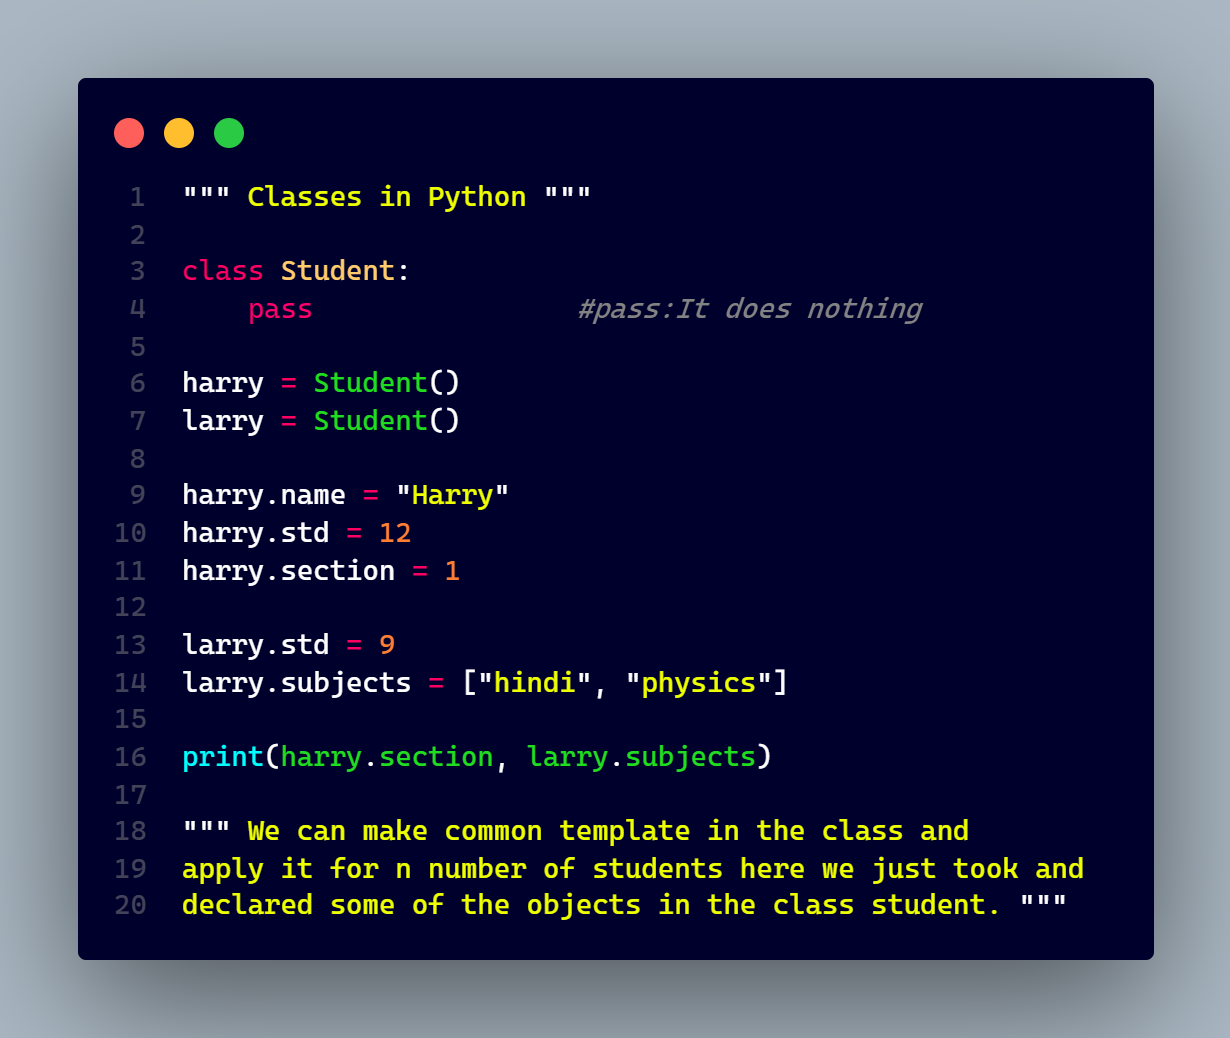 1 """ Classes in Python """
2
3 class Student:
4     pass                #pass:It does nothing
5
6 harry = Student()
7 larry = Student()
8
9 harry.name = "Harry"
10 harry.std = 12
11 harry.section = 1
12
13 larry.std = 9
14 larry.subjects = ["hindi", "physics"]
15
16 print(harry.section, larry.subjects)
17
18 """ We can make common template in the class and
19 apply it for n number of students here we just took and
20 declared some of the objects in the class student. """